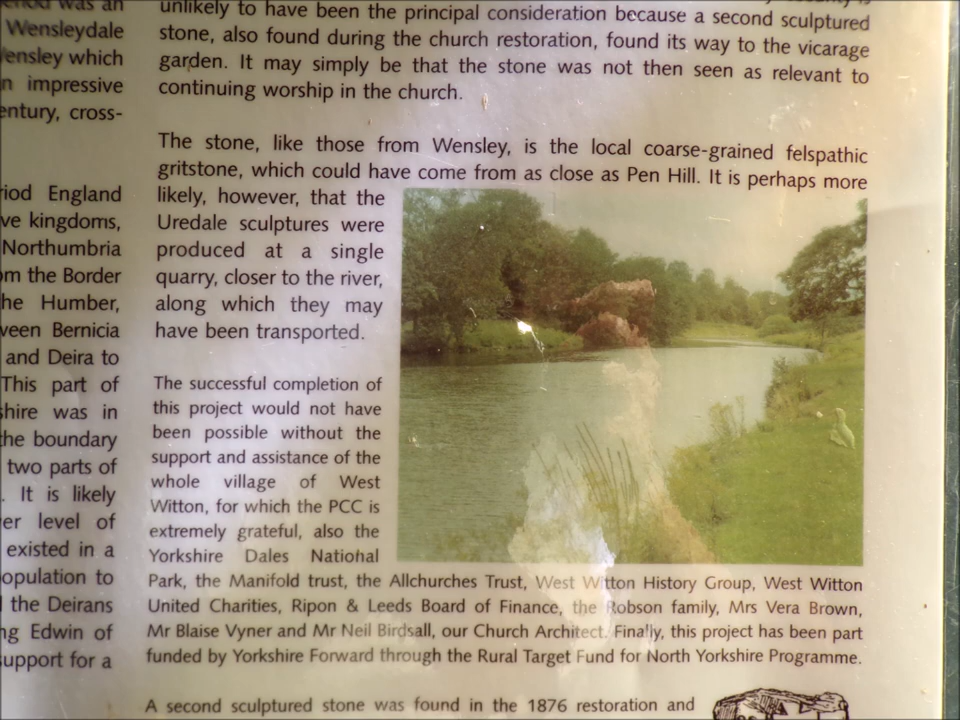 was an
Wensleydale
Wensley which
impressive
century, cross-
England
kingdoms,
Northumbria
the Border
Humber,
Bernicia
and Deira to
This part of
was in
the boundary
two parts of
. It is likely
level of
existed in a
population to
the Deirans
Edwin of
support for a
unlikely to have been the principal consideration because a second sculptured
stone, also found during the church restoration, found its way to the vicarage
garden. It may simply be that the stone was not then seen as relevant to
continuing worship in the church.
The stone, like those from Wensley, is the local coarse-grained felspathic
gritstone, which could have come from as close as Pen Hill. It is perhaps more
likely, however, that the
Uredale sculptures were
produced at a single
quarry, closer to the river,
along which they may
have been transported.
The successful completion of
this project would not have
been possible without the
support and assistance of the
whole village of West
Witton, for which the PCC is
extremely grateful, also the
Yorkshire Dales National
Park, the Manifold trust, the Allchurches Trust, West Witton History Group, West Witton
United Charities, Ripon & Leeds Board of Finance, the Robson family, Mrs Vera Brown,
Mr Blaise Vyner and Mr Neil Birdsall, our Church Architect. Finally, this project has been part
funded by Yorkshire Forward through the Rural Target Fund for North Yorkshire Programme.
A second sculptured stone was found in the 1876 restoration and